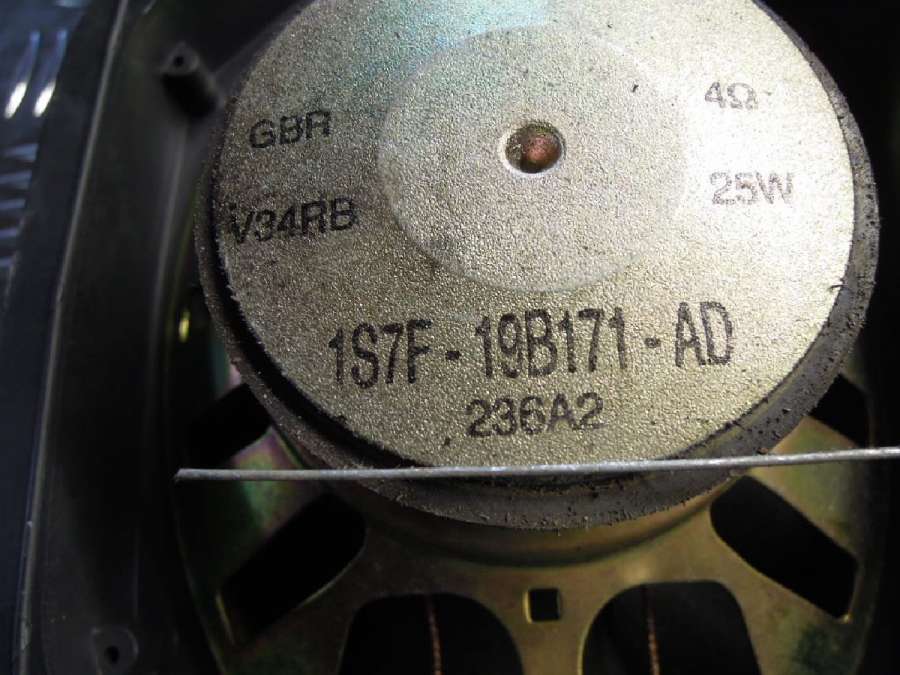 GBR
4Ω
V34RB
25W
1S7F-19B171-AD
236A2